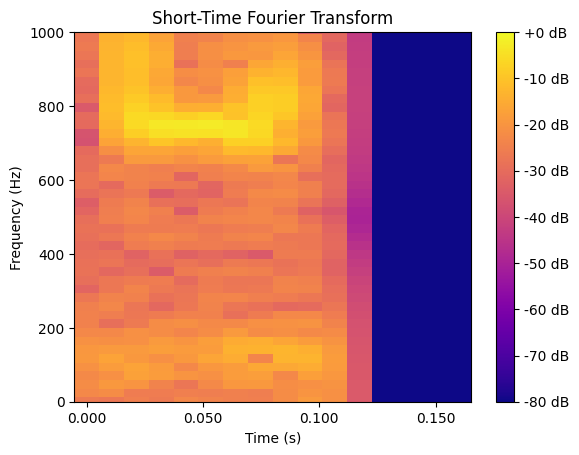 Short-Time Fourier Transform
Frequency (Hz)
1000
800
600
400
200
0
0.000
0.050
0.100
0.150
Time (s)
+0 dB
-10 dB
-20 dB
-30 dB
-40 dB
-50 dB
-60 dB
-70 dB
-80 dB